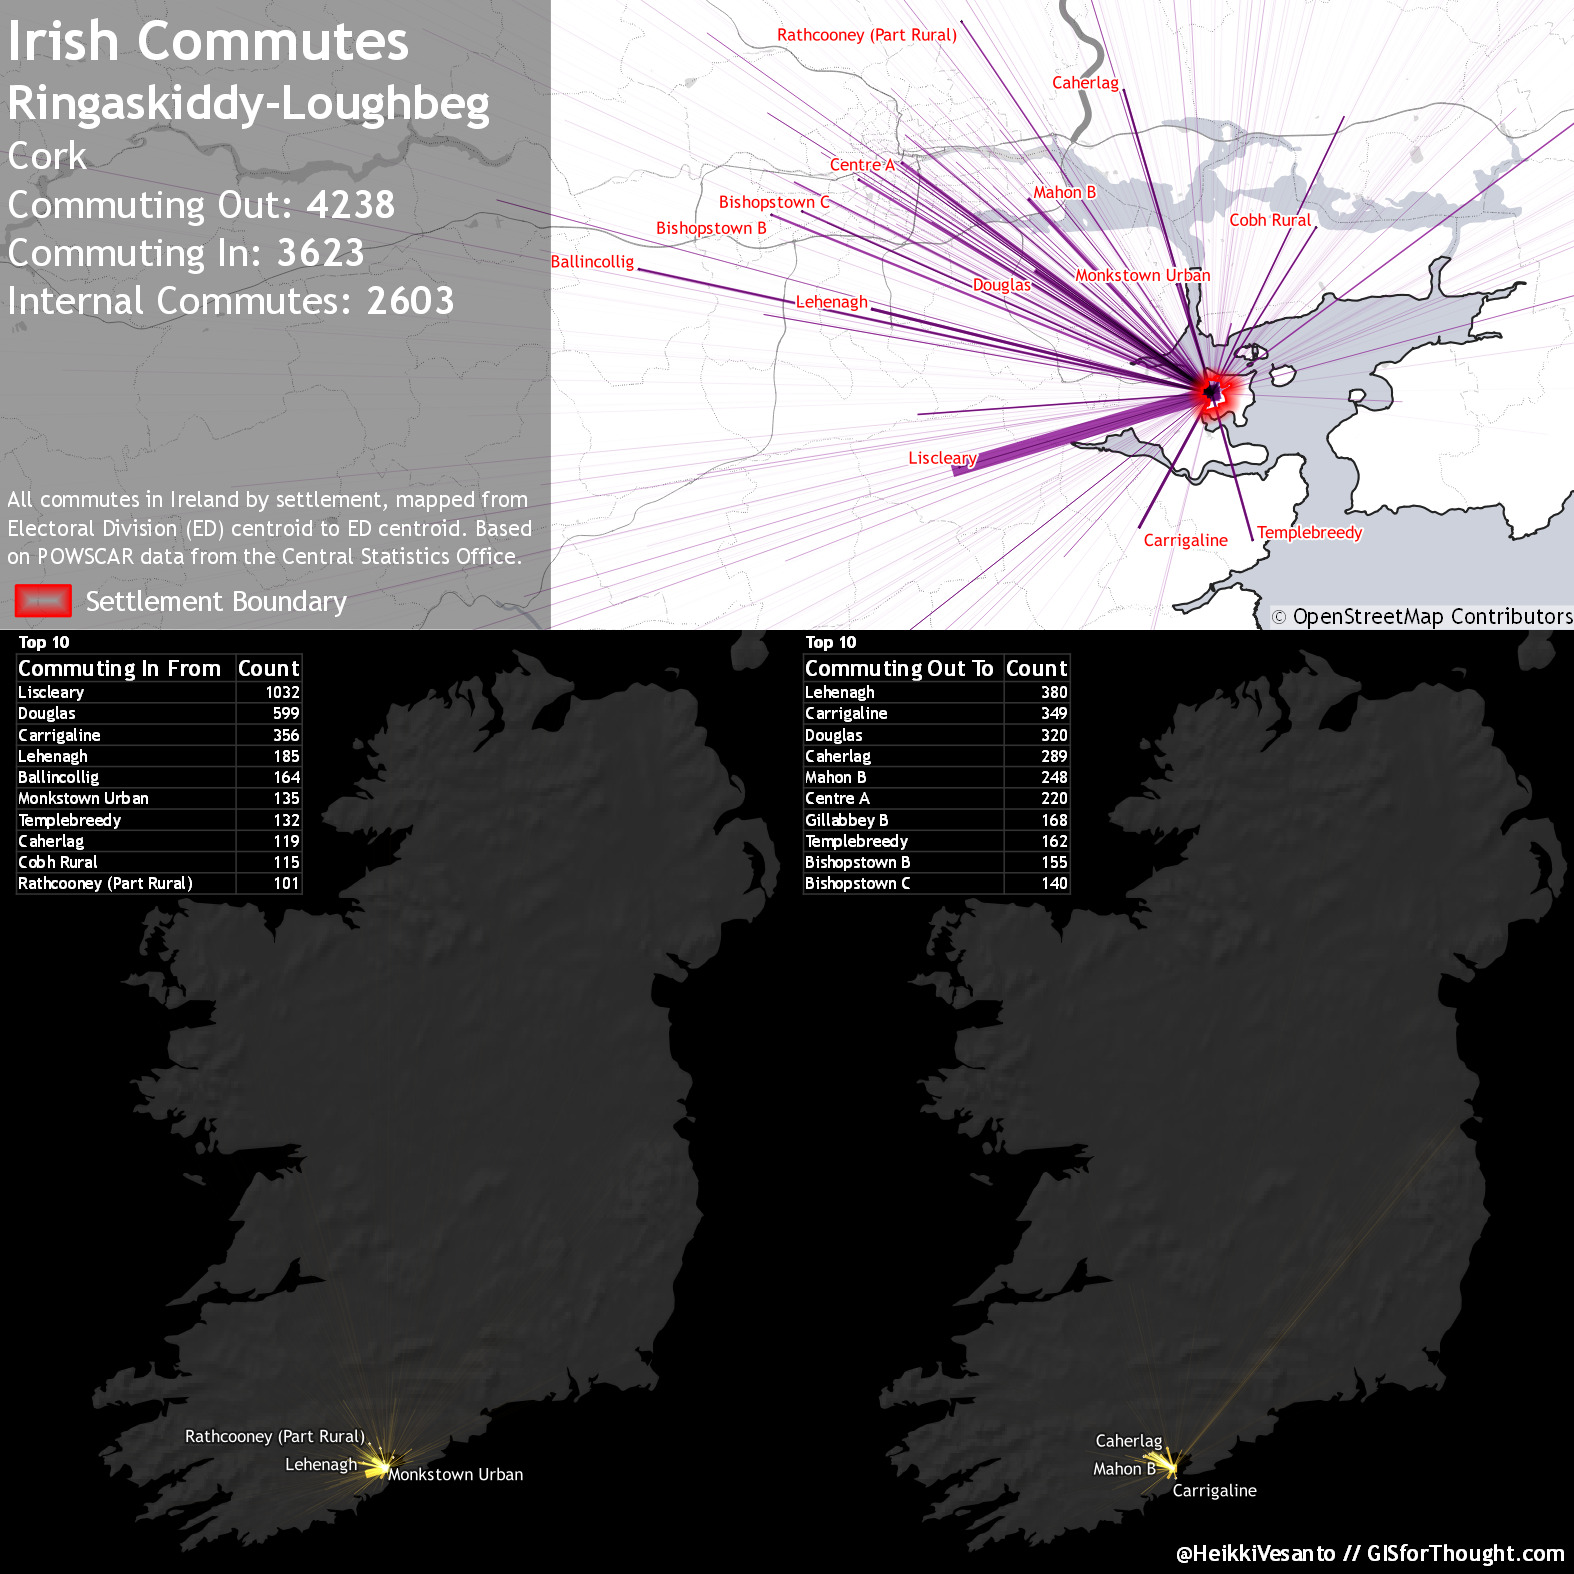 Irish Commutes
Ringaskiddy-Loughbeg
Cork
Commuting Out: 4238
Commuting In: 3623
Internal Commutes: 2603
All commutes in Ireland by settlement, mapped from
Electoral Division (ED) centroid to ED centroid. Based
on POWSCAR data from the Central Statistics Office.
Settlement Boundary
Rathcooney (Part Rural)
Caherlag
Centre A
Mahon B
Bishopstown C
Cobh Rural
Bishopstown B
Ballincollig
Monkstown Urban
Douglas
Lehenagh
Liscleary
Carrigaline
Templebreedy
© OpenStreetMap Contributors
Top 10
Commuting In From Count
Liscleary 1032
Douglas 599
Carrigaline 356
Lehenagh 185
Ballincollig 164
Monkstown Urban 135
Templebreedy 132
Caherlag 119
Cobh Rural 115
Rathcooney (Part Rural) 101
Top 10
Commuting Out To Count
Lehenagh 380
Carrigaline 349
Douglas 320
Caherlag 289
Mahon B 248
Centre A 220
Gillabbey B 168
Templebreedy 162
Bishopstown B 155
Bishopstown C 140
Rathcooney (Part Rural)
Lehenagh
Monkstown Urban
Caherlag
Mahon B
Carrigaline
@HeikkiVesanto // GISforThought.com